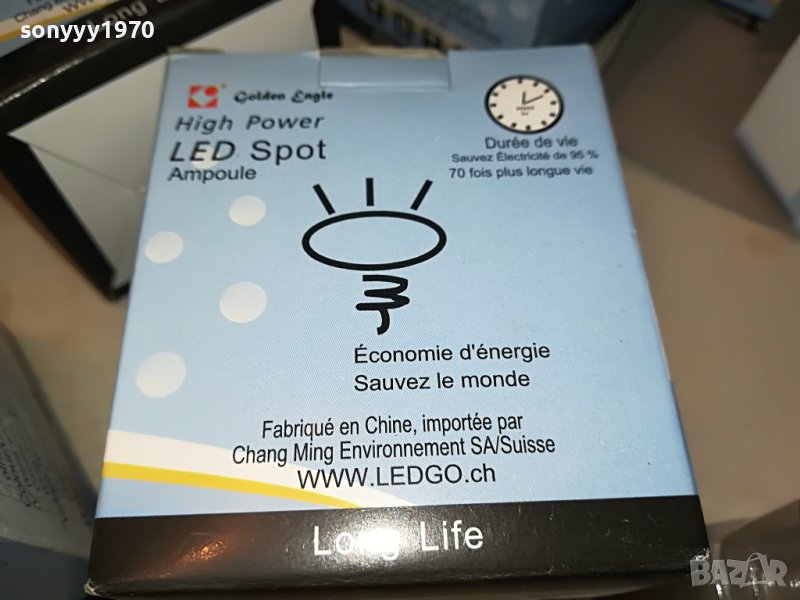 sonyyy1970
Golden Eagle
High Power
LED Spot
Ampoule
Durée de vie
Sauvez Électricité de 95 %
70 fois plus longue vie
Économie d'énergie
Sauvez le monde
Fabriqué en Chine, importée par
Chang Ming Environnement SA/Suisse
WWW.LEDGO.ch
Long Life
BAZAR.bg